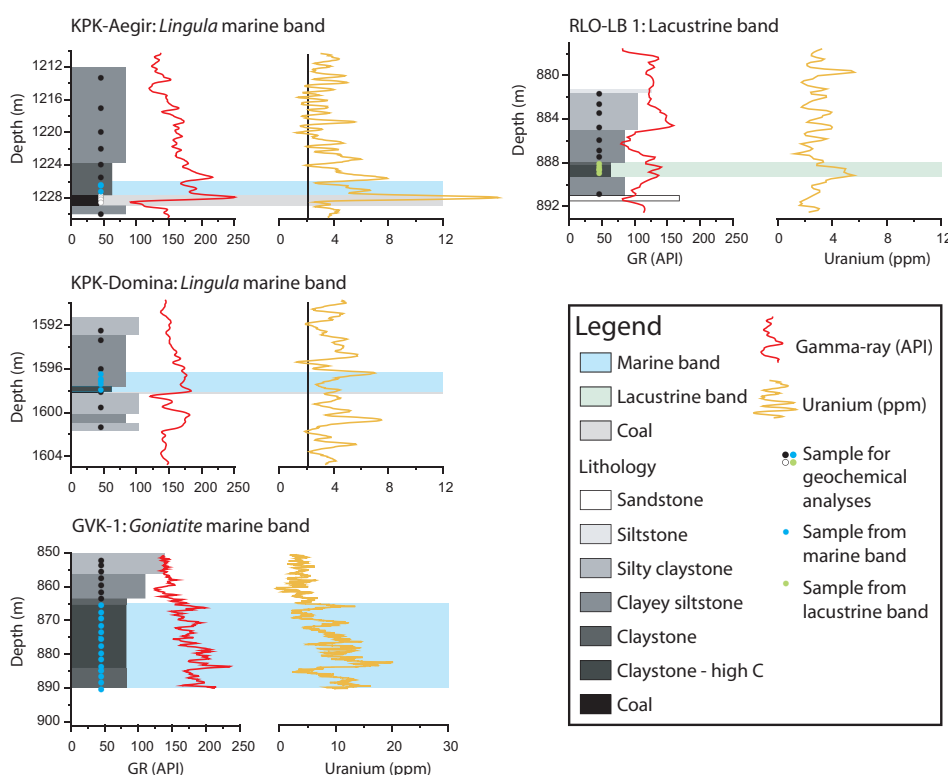 KPK-Aegir: Lingula marine band
Depth (m)
1212
1216
1220
1224
1228
0 50 100 150 200 250
0 4 8 12
RLO-LB 1: Lacustrine band
Depth (m)
880
884
888
892
0 50 100 150 200 250
GR (API)
0 4 8 12
Uranium (ppm)
KPK-Domina: Lingula marine band
Depth (m)
1592
1596
1600
1604
0 50 100 150 200 250
0 4 8 12
GVK-1: Goniatite marine band
Depth (m)
850
860
870
880
890
900
0 50 100 150 200 250
GR (API)
0 10 20 30
Uranium (ppm)
Legend
Marine band
Lacustrine band
Coal
Lithology
Sandstone
Siltstone
Silty claystone
Clayey siltstone
Claystone
Claystone - high C
Coal
Gamma-ray (API)
Uranium (ppm)
Sample for
geochemical
analyses
Sample from
marine band
Sample from
lacustrine band